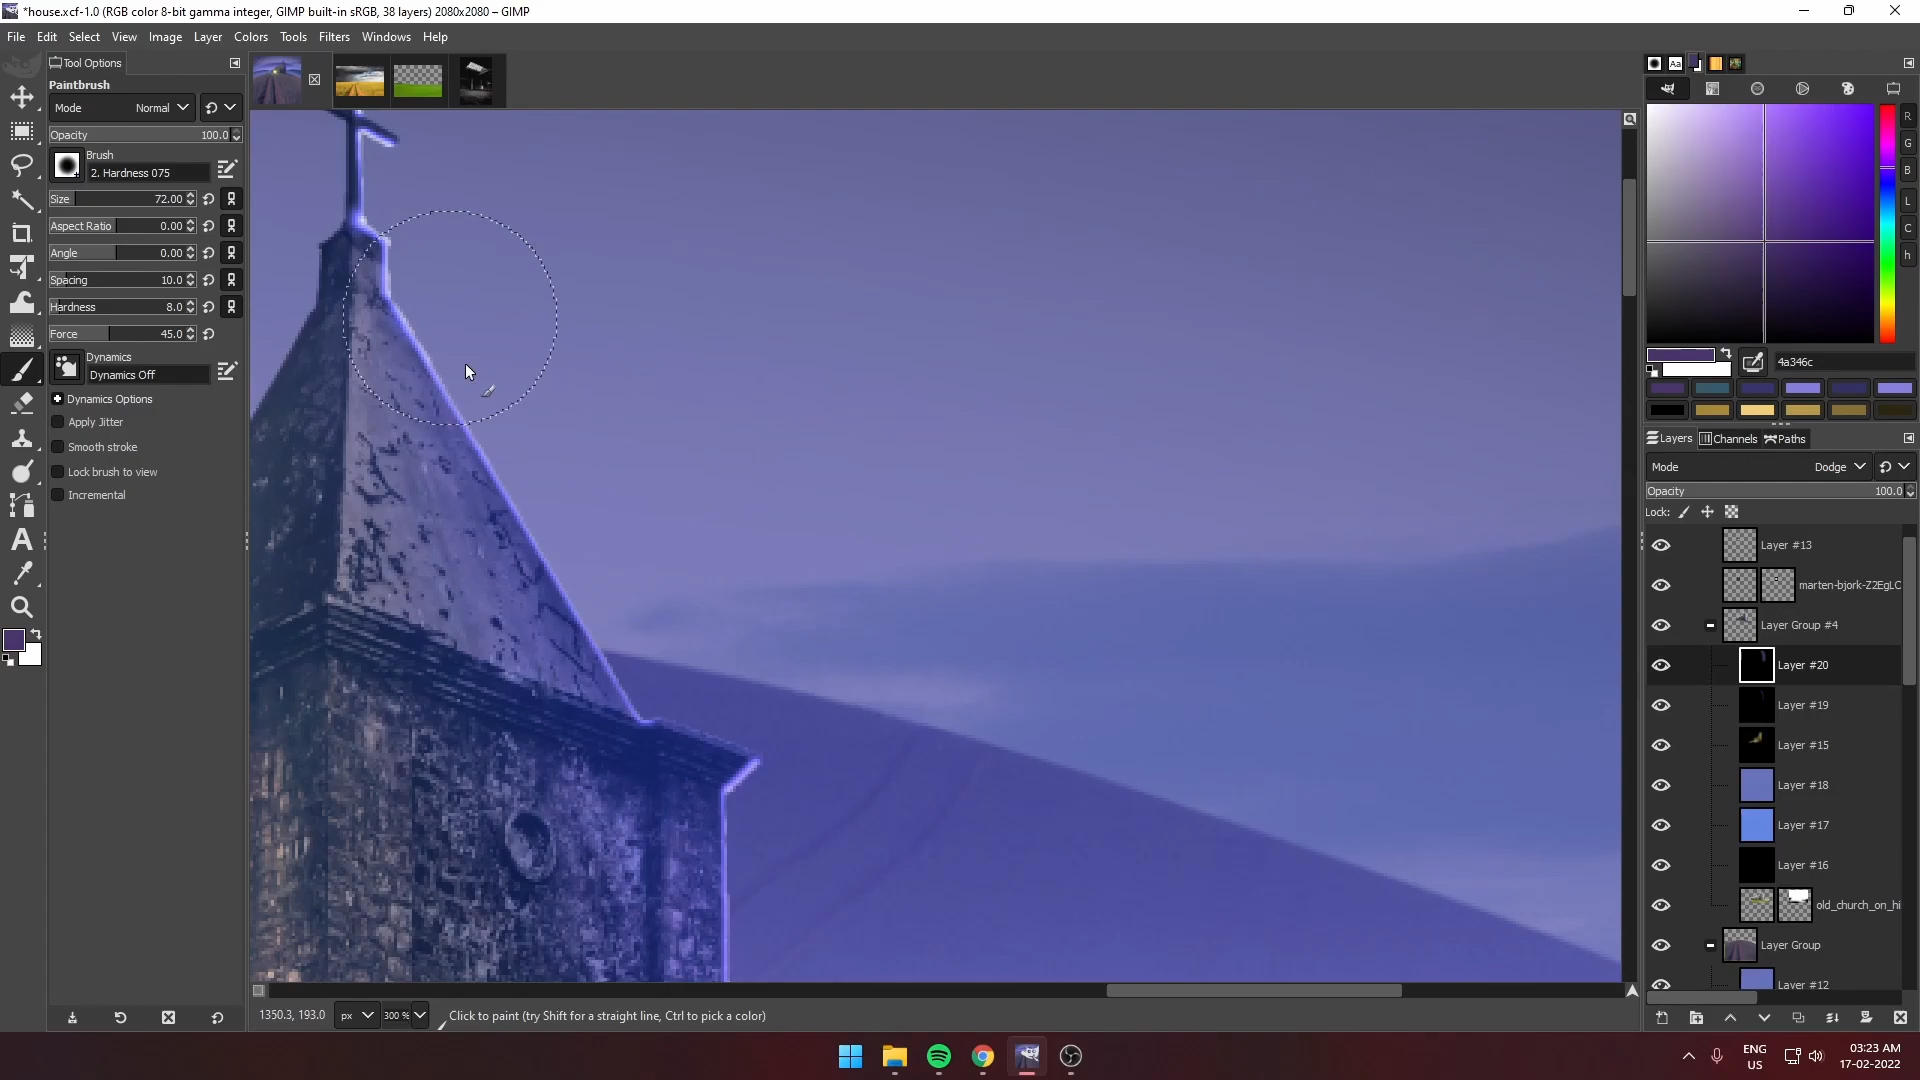 *house.xcf-1.0 (RGB color 8-bit gamma integer, GIMP built-in sRGB, 38 layers) 2080x2080 – GIMP
File Edit Select View Image Layer Colors Tools Filters Windows Help
Tool Options
Paintbrush
Mode Normal
Opacity 100.0
Brush
2. Hardness 075
Size 72.00
Aspect Ratio 0.00
Angle 0.00
Spacing 10.0
Hardness 8.0
Force 45.0
Dynamics
Dynamics Off
Dynamics Options
Apply Jitter
Smooth stroke
Lock brush to view
Incremental
Aa
R
G
B
L
C
h
4a346c
Layers Channels Paths
Mode Dodge
Opacity 100.0
Lock:
Layer #13
marten-bjork-Z2EgLC
Layer Group #4
Layer #20
Layer #19
Layer #15
Layer #18
Layer #17
Layer #16
old_church_on_hi
Layer Group
Layer #12
1350.3, 193.0 px 300 % Click to paint (try Shift for a straight line, Ctrl to pick a color)
ENG
US
03:23 AM
17-02-2022